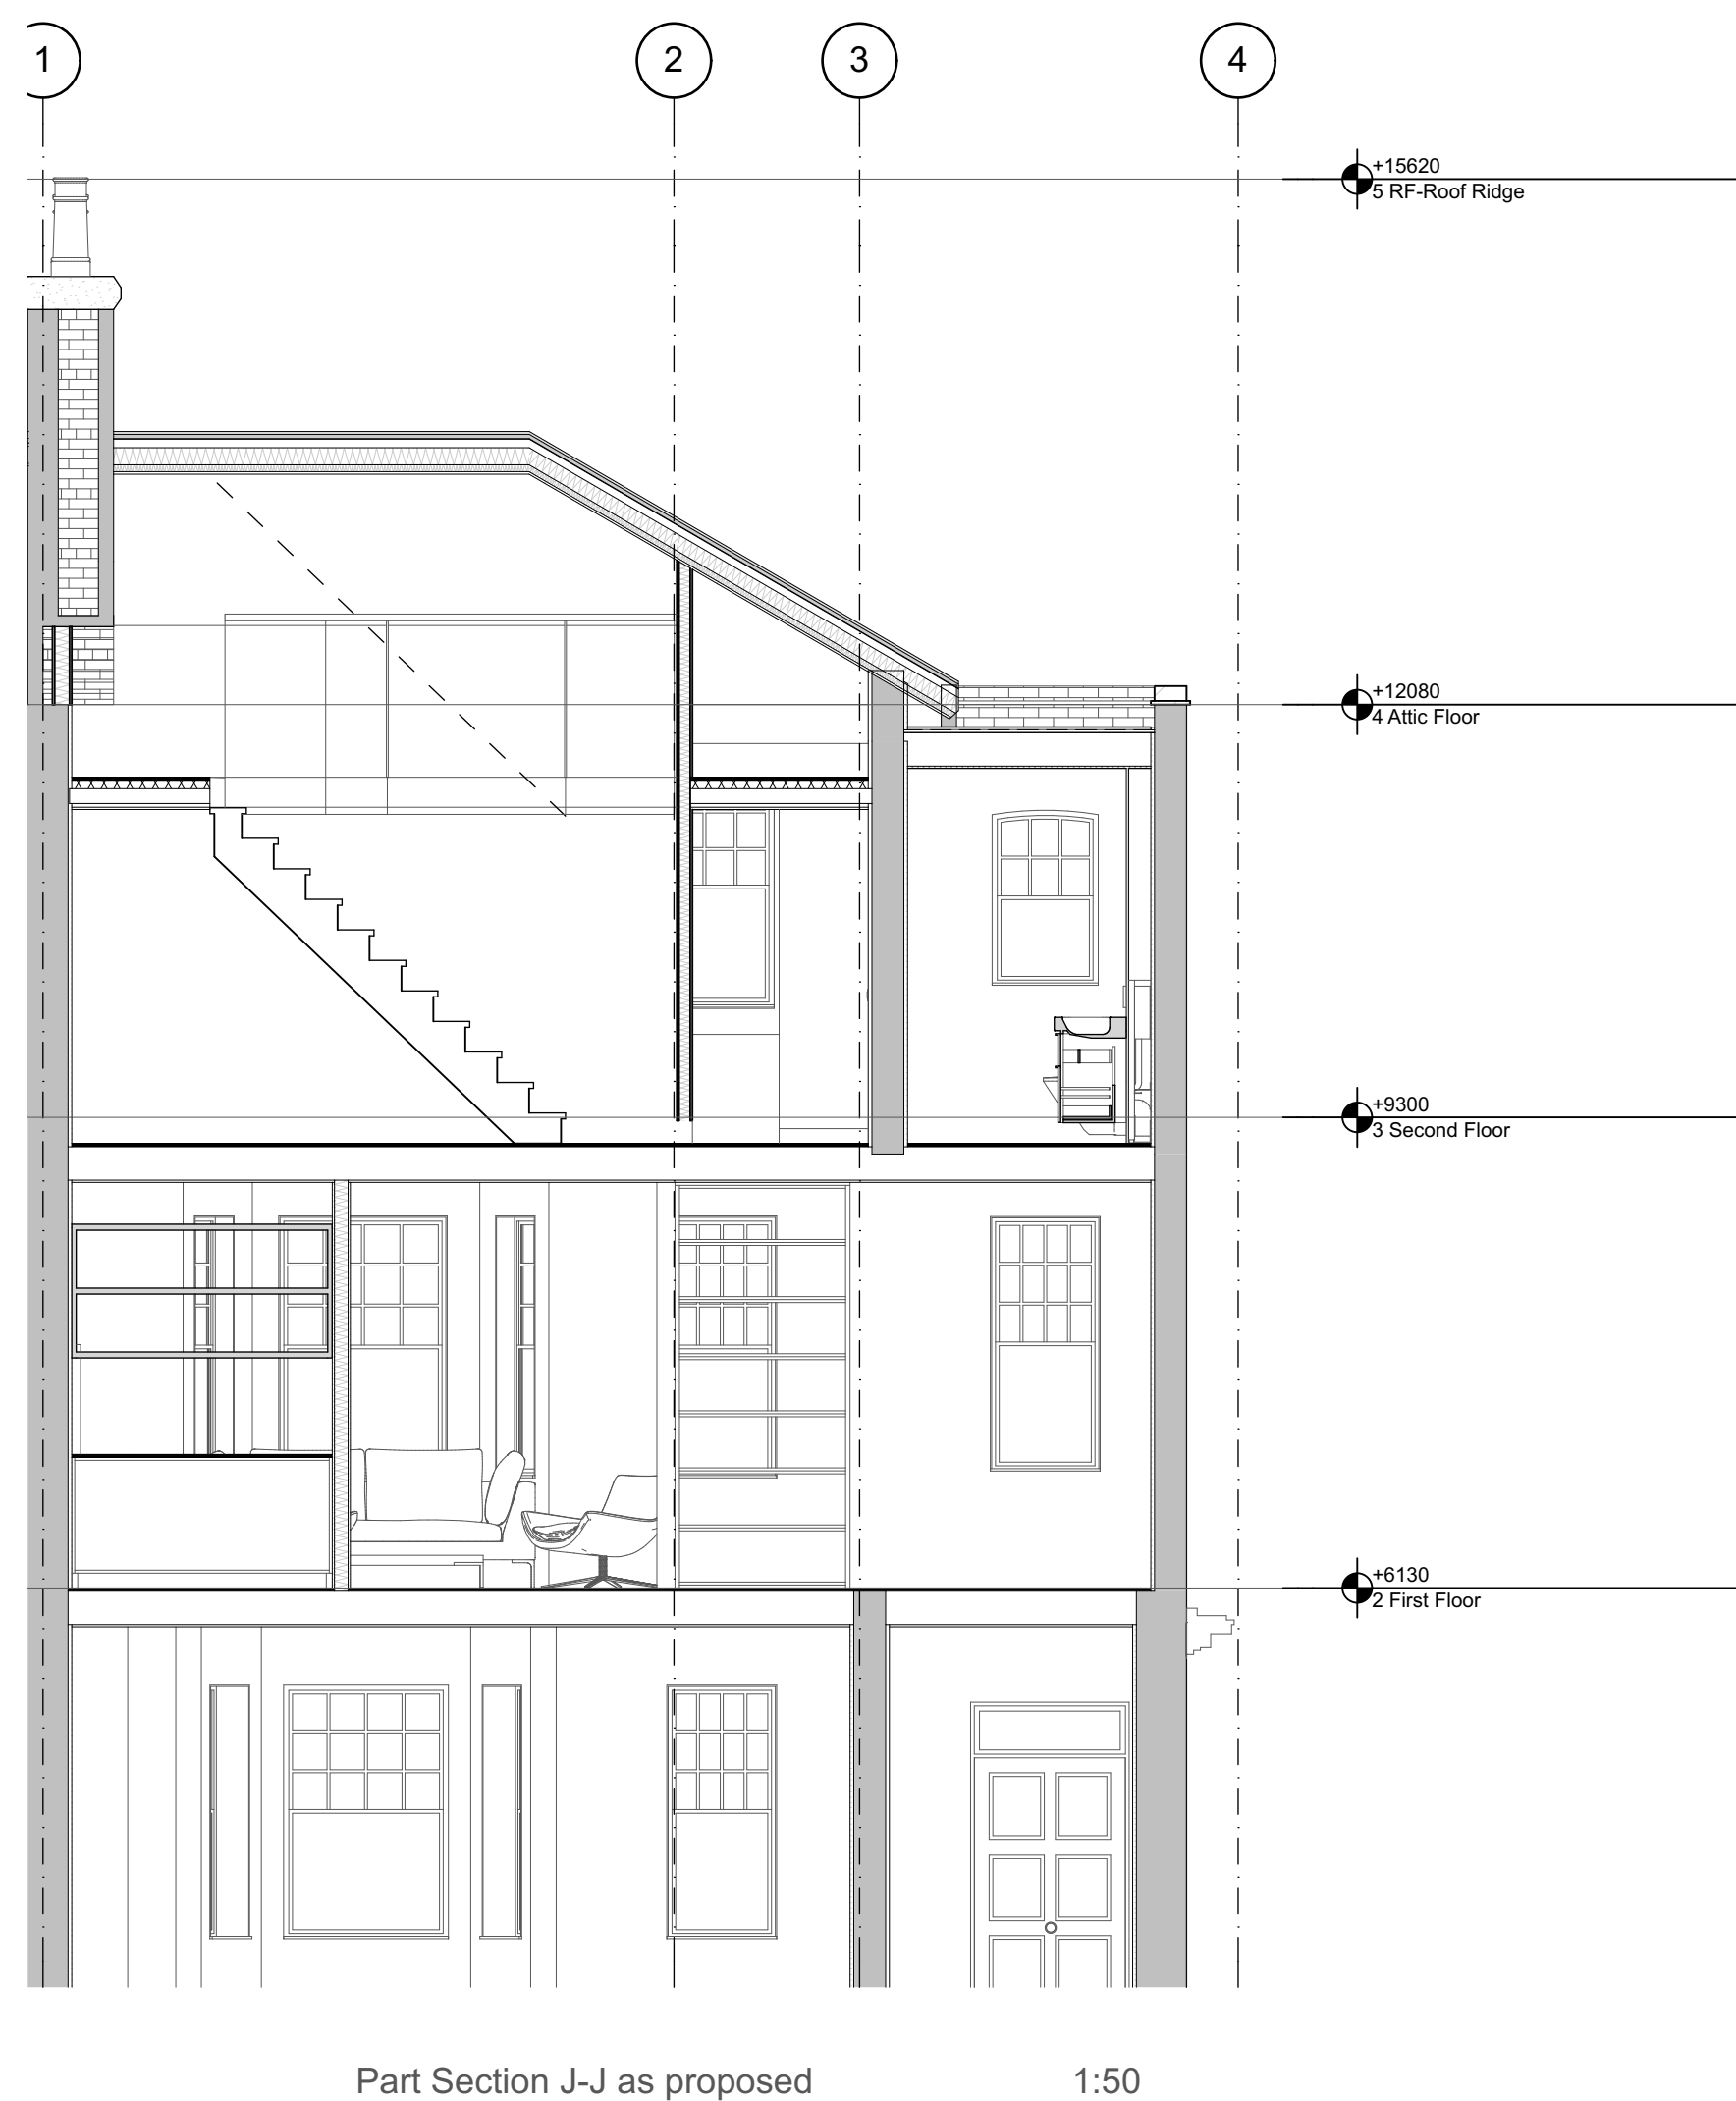 1 2 3 4
+15620
5 RF-Roof Ridge
+12080
4 Attic Floor
+9300
3 Second Floor
+6130
2 First Floor
Part Section J-J as proposed 1:50